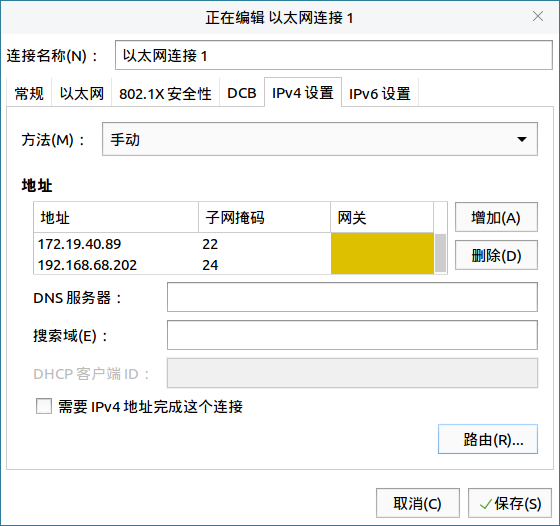 正在编辑 以太网连接 1
连接名称(N)： 以太网连接 1
常规 以太网 802.1X 安全性 DCB IPv4 设置 IPv6 设置
方法(M)： 手动
地址
地址 子网掩码 网关 增加(A)
172.19.40.89 22
192.168.68.202 24 删除(D)
DNS 服务器：
搜索域(E)：
DHCP 客户端 ID：
需要 IPv4 地址完成这个连接
路由(R)...
取消(C) 保存(S)